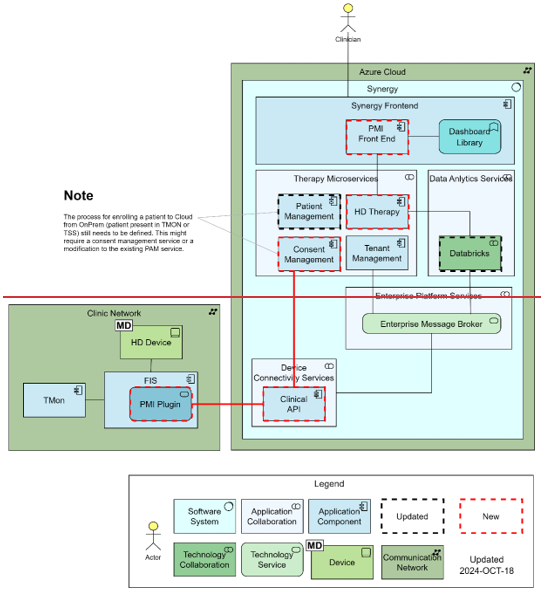 Clinician
Azure Cloud
Synergy
Synergy Frontend
PMI
Front End
Dashboard
Library
Therapy Microservices
Data Anlytics Services
Note
The process for enroling a patient to Cloud
from OnPrem (patient present in TMON or
TSS) still needs to be defined. This might
require a consent management service or a
modification to the existing PAM service.
Patient
Management
HD Therapy
Consent
Management
Tenant
Management
Databricks
Enterprise Platform Services
Enterprise Message Broker
Clinic Network
MD
HD Device
FIS
TMon
PMI Plugin
Device
Connectivity Services
Clinical
API
Legend
Actor
Software
System
Application
Collaboration
Application
Component
Updated
New
Technology
Collaboration
Technology
Service
MD
Device
Communication
Network
Updated
2024-OCT-18